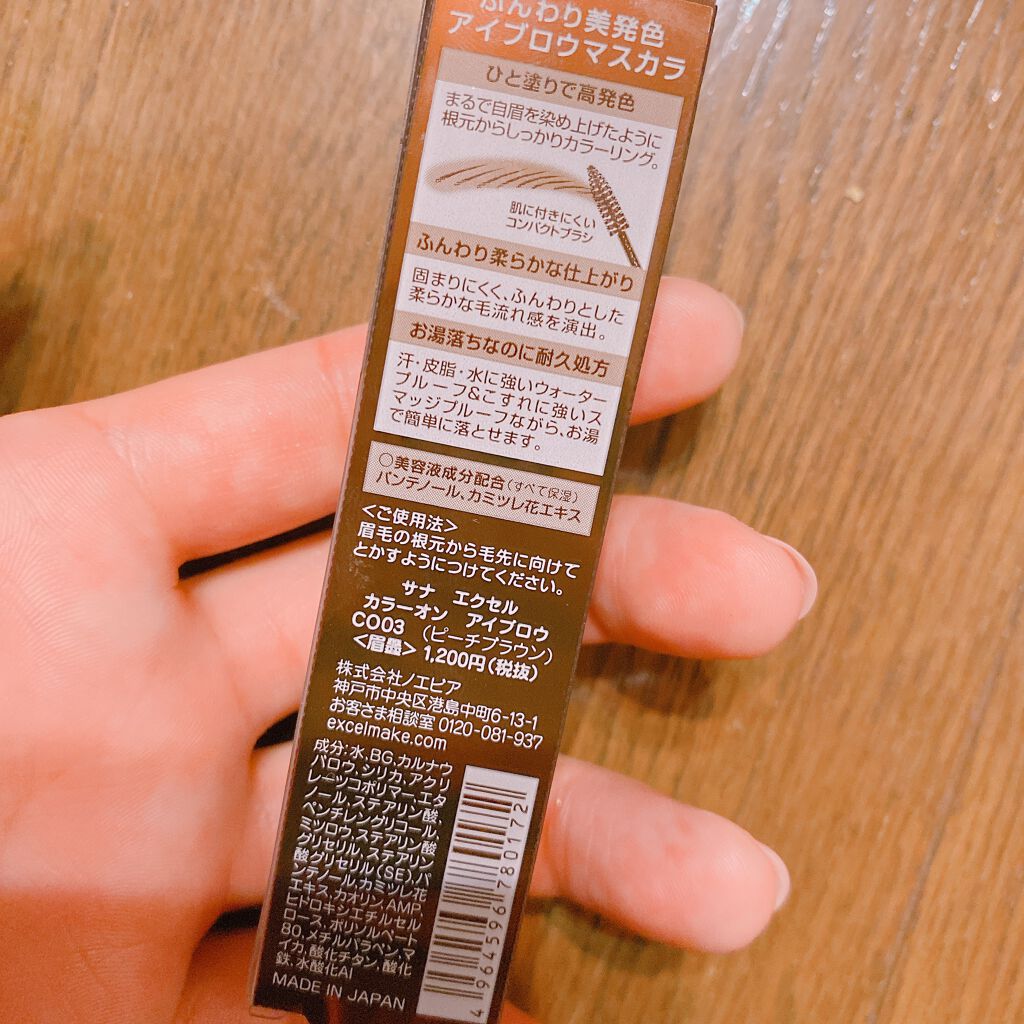 ふんわり美発色
アイブロウマスカラ
ひと塗りで高発色
まるで自眉を染め上げたように
根元からしっかりカラーリング。
肌に付きにくい
コンパクトブラシ
ふんわり柔らかな仕上がり
固まりにくく、ふんわりとした
柔らかな毛流れ感を演出。
お湯落ちなのに耐久処方
汗・皮脂・水に強いウォーター
プルーフ&こすれに強いス
マッジプルーフながら、お湯
で簡単に落とせます。
○美容液成分配合(すべて保湿)
パンテノール、カミツレ花エキス
<ご使用法>
眉毛の根元から毛先に向けて
とかすようにつけてください。
サナ エクセル
カラーオン アイブロウ
CO03 (ピーチブラウン)
<眉墨> 1,200円(税抜)
株式会社ノエビア
神戸市中央区港島中町6-13-1
お客さま相談室 0120-081-937
excelmake.com
成分:水、BG、カルナウ
バロウ、シリカ、アクリ
レーツコポリマー、エタ
ノール、ステアリン酸、
ペンチレングリコール、
ミツロウ、ステアリン酸
グリセリル、ステアリン
酸グリセリル(SE)、パ
ンテノール、カミツレ花
エキス、カオリン、AMP、
ヒドロキシエチルセル
ロース、ポリソルベート
80、メチルパラベン、マ
イカ、酸化チタン、酸化
鉄、水酸化Al
MADE IN JAPAN
4964596780172